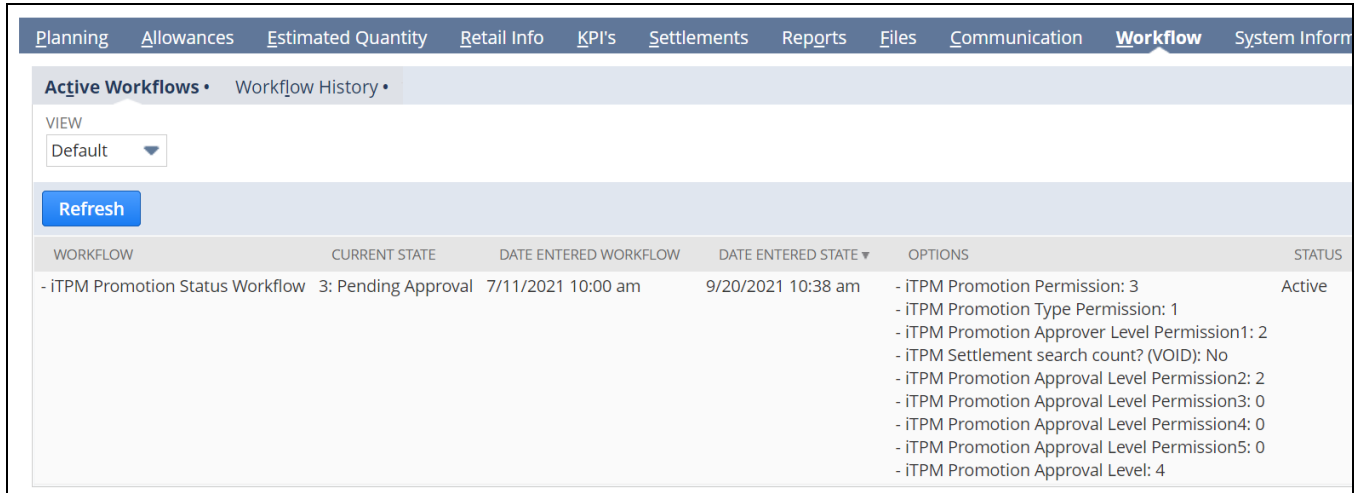 Planning Allowances Estimated Quantity Retail Info KPI's Settlements Reports Files Communication Workflow System Inform
Active Workflows • Workflow History •
VIEW
Default
Refresh
WORKFLOW CURRENT STATE DATE ENTERED WORKFLOW DATE ENTERED STATE ▼ OPTIONS STATUS
- iTPM Promotion Status Workflow 3: Pending Approval 7/11/2021 10:00 am 9/20/2021 10:38 am - iTPM Promotion Permission: 3 Active
- iTPM Promotion Type Permission: 1
- iTPM Promotion Approver Level Permission1: 2
- iTPM Settlement search count? (VOID): No
- iTPM Promotion Approval Level Permission2: 2
- iTPM Promotion Approval Level Permission3: 0
- iTPM Promotion Approval Level Permission4: 0
- iTPM Promotion Approval Level Permission5: 0
- iTPM Promotion Approval Level: 4